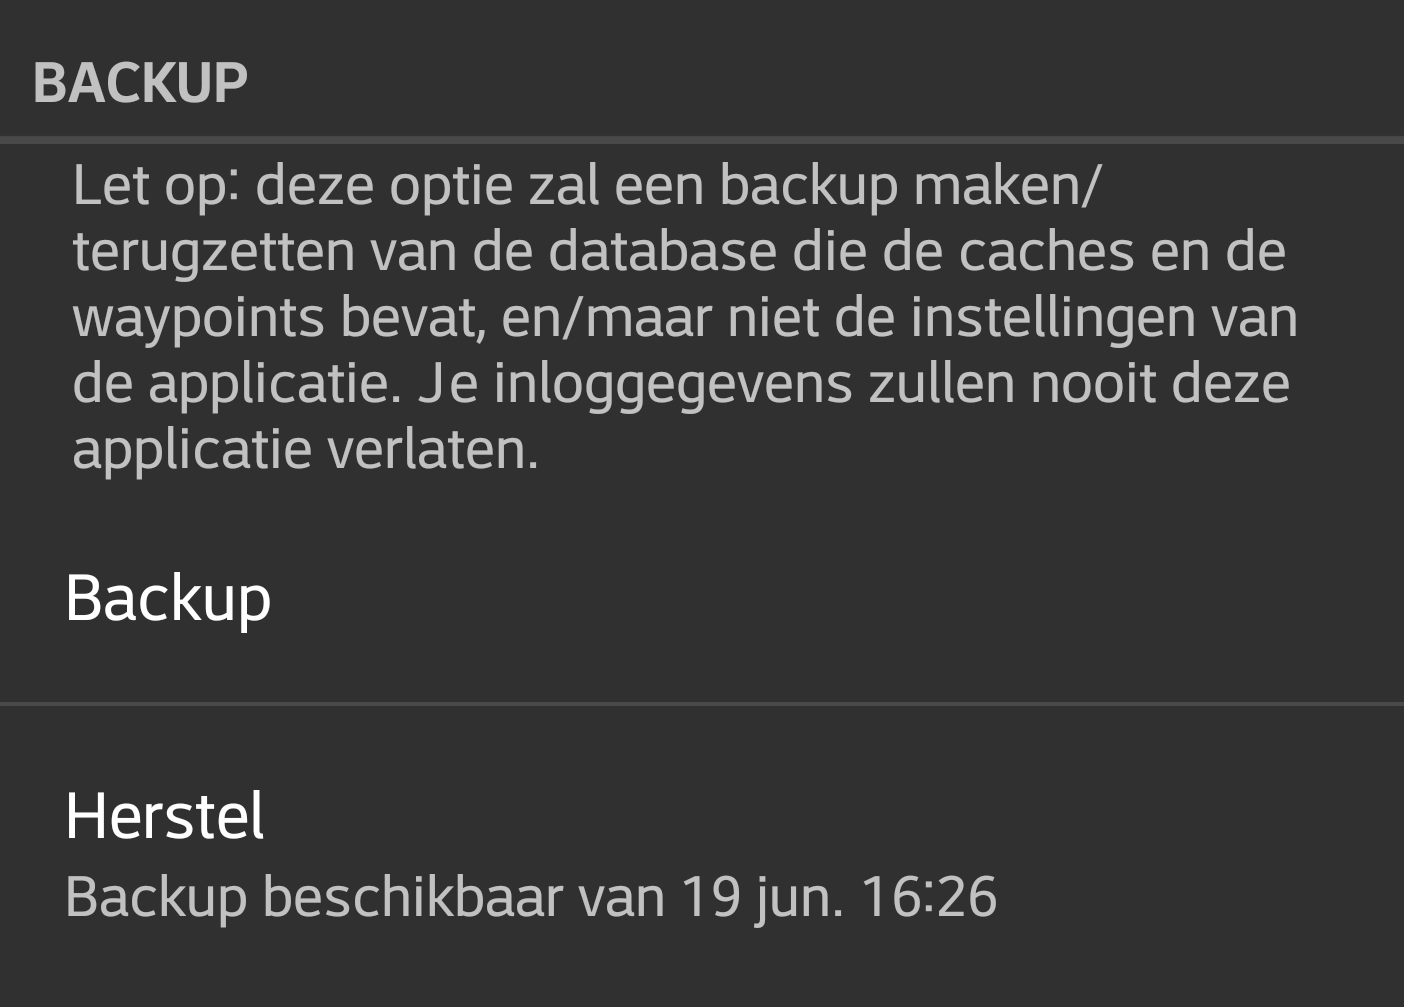 BACKUP
Let op: deze optie zal een backup maken/
terugzetten van de database die de caches en de
waypoints bevat, en/maar niet de instellingen van
de applicatie. Je inloggegevens zullen nooit deze
applicatie verlaten.
Backup
Herstel
Backup beschikbaar van 19 jun. 16:26